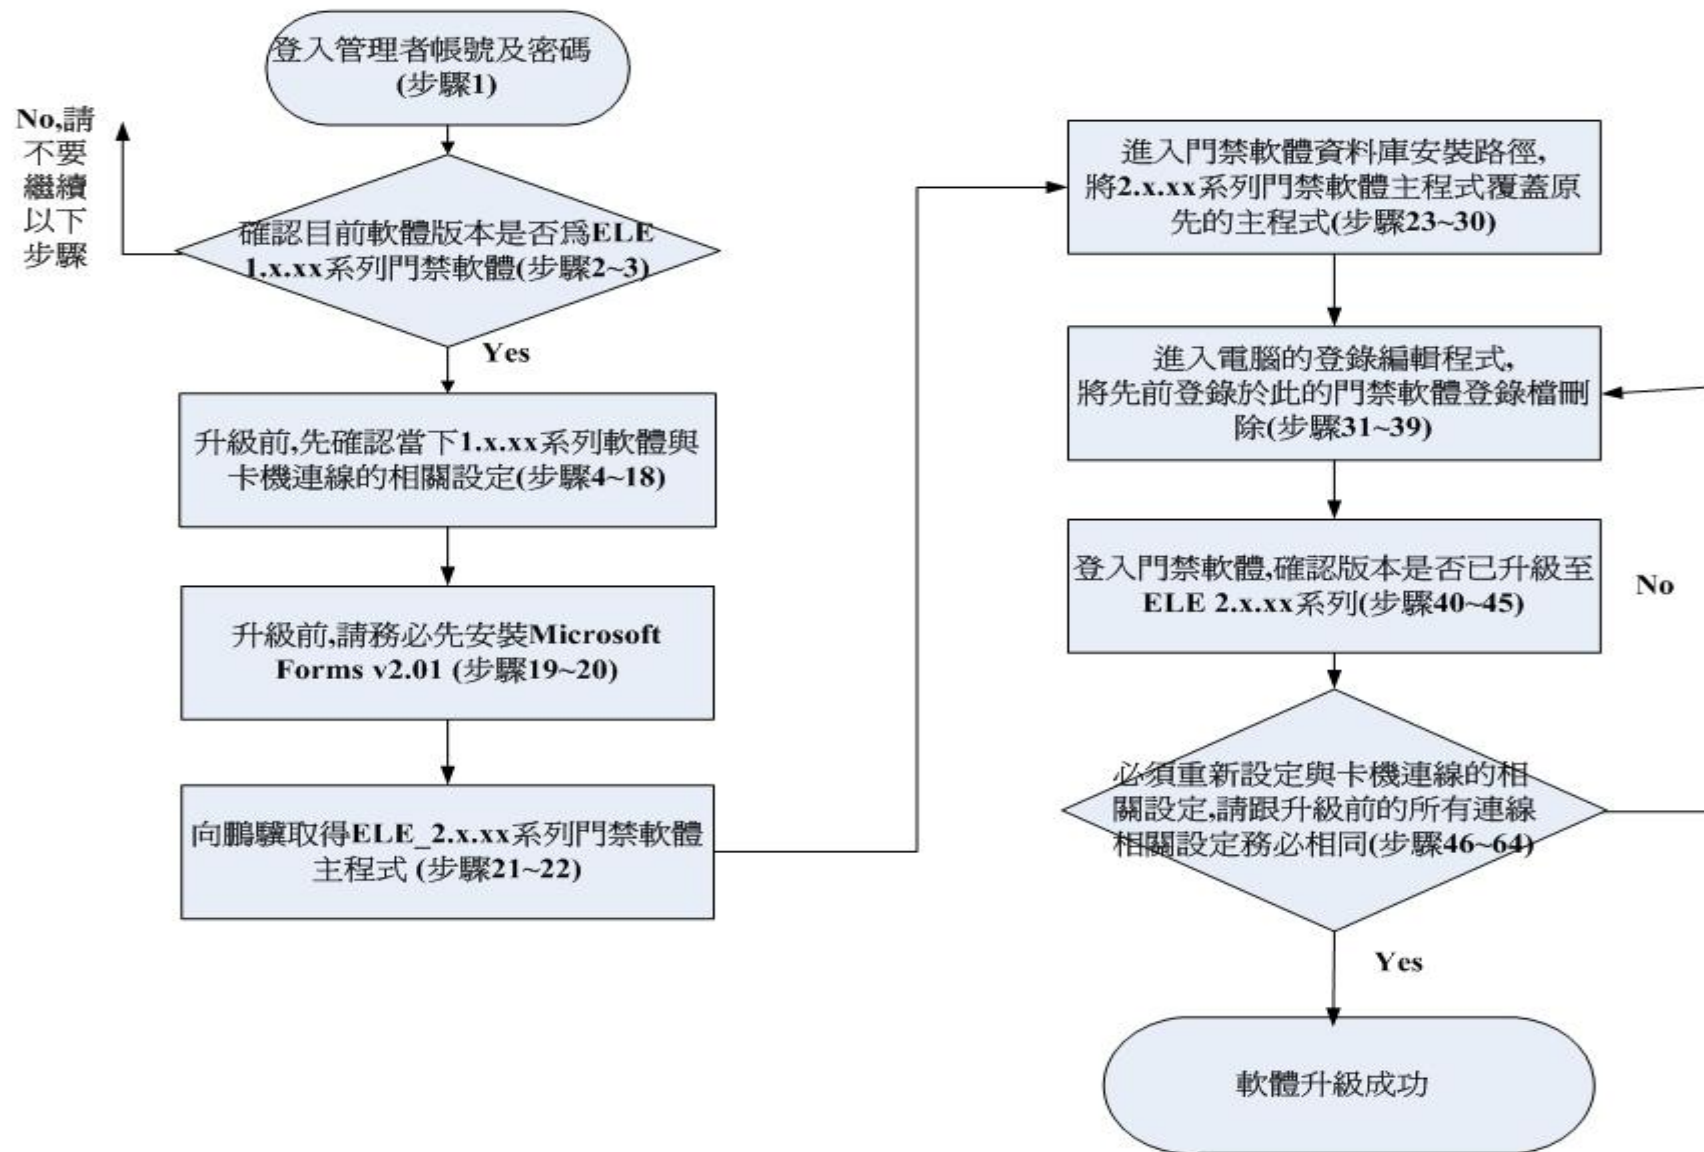 登入管理者帳號及密碼
(步驟1)
No,請
不要
繼續
以下
步驟
確認目前軟體版本是否爲ELE
1.x.xx系列門禁軟體(步驟2~3)
Yes
升級前,先確認當下1.x.xx系列軟體與
卡機連線的相關設定(步驟4~18)
升級前,請務必先安裝Microsoft
Forms v2.01 (步驟19~20)
向鵬驥取得ELE_2.x.xx系列門禁軟體
主程式 (步驟21~22)
進入門禁軟體資料庫安裝路徑,
將2.x.xx系列門禁軟體主程式覆蓋原
先的主程式(步驟23~30)
進入電腦的登錄編輯程式,
將先前登錄於此的門禁軟體登錄檔刪
除(步驟31~39)
登入門禁軟體,確認版本是否已升級至
ELE 2.x.xx系列(步驟40~45)
No
必須重新設定與卡機連線的相
關設定,請跟升級前的所有連線
相關設定務必相同(步驟46~64)
Yes
軟體升級成功